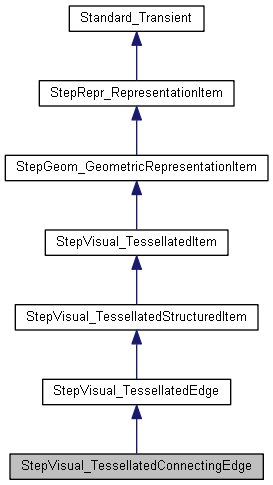 Standard_Transient
StepRepr_RepresentationItem
StepGeom_GeometricRepresentationItem
StepVisual_TessellatedItem
StepVisual_TessellatedStructuredItem
StepVisual_TessellatedEdge
StepVisual_TessellatedConnectingEdge